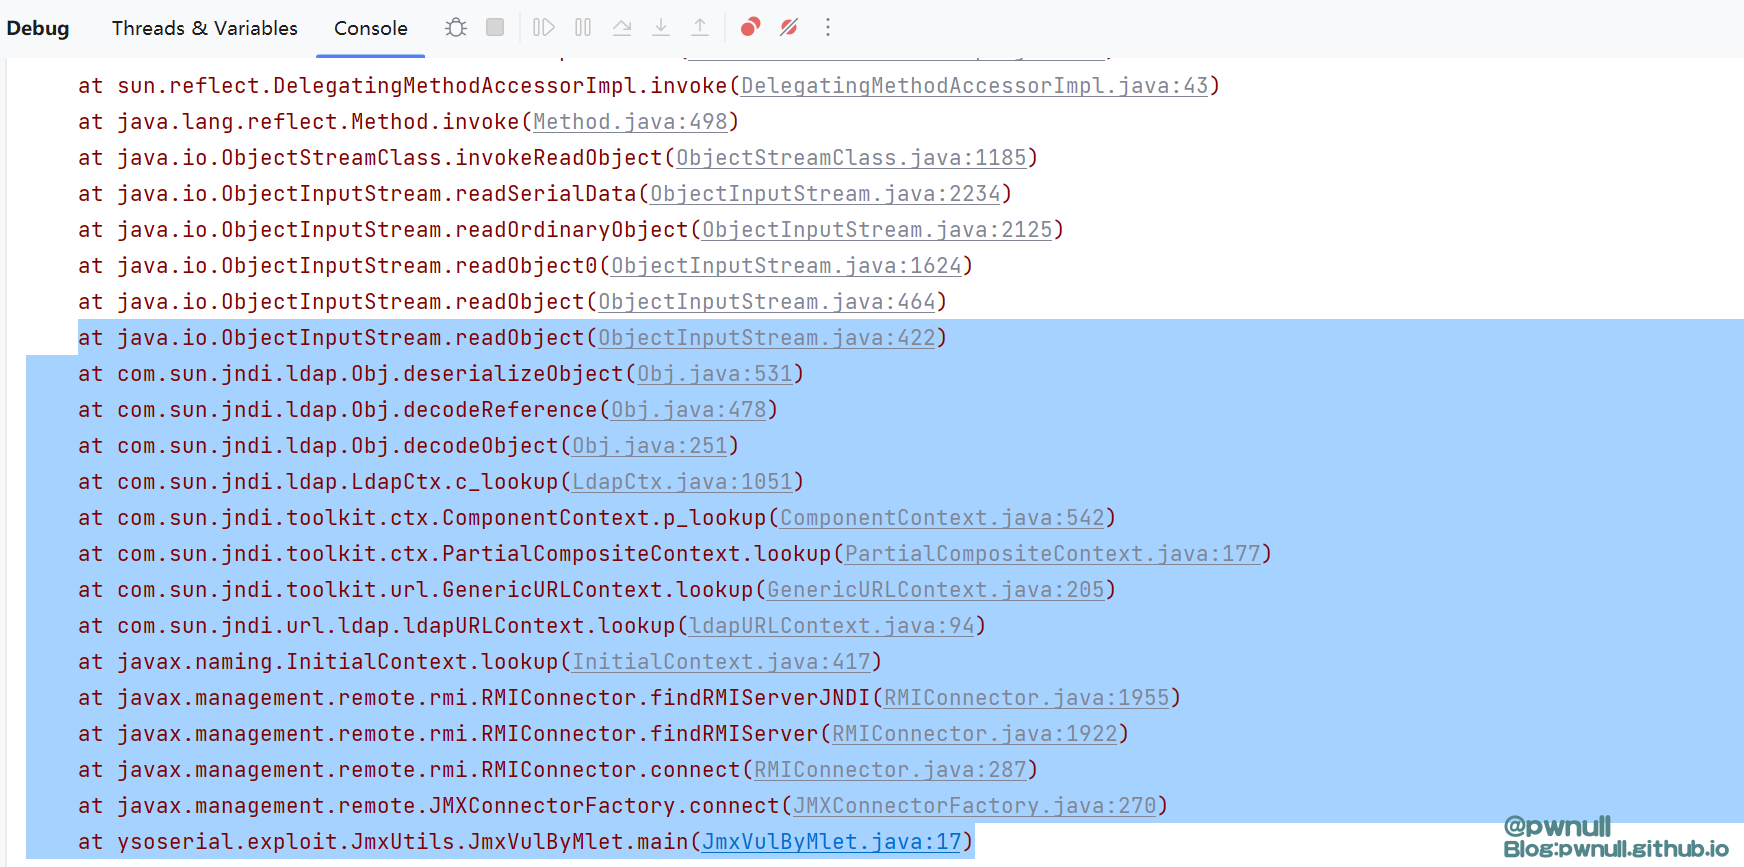 Debug Threads & Variables Console
at sun.reflect.DelegatingMethodAccessorImpl.invoke(DelegatingMethodAccessorImpl.java:43)
at java.lang.reflect.Method.invoke(Method.java:498)
at java.io.ObjectStreamClass.invokeReadObject(ObjectStreamClass.java:1185)
at java.io.ObjectInputStream.readSerialData(ObjectInputStream.java:2234)
at java.io.ObjectInputStream.readOrdinaryObject(ObjectInputStream.java:2125)
at java.io.ObjectInputStream.readObject0(ObjectInputStream.java:1624)
at java.io.ObjectInputStream.readObject(ObjectInputStream.java:464)
at java.io.ObjectInputStream.readObject(ObjectInputStream.java:422)
at com.sun.jndi.ldap.Obj.deserializeObject(Obj.java:531)
at com.sun.jndi.ldap.Obj.decodeReference(Obj.java:478)
at com.sun.jndi.ldap.Obj.decodeObject(Obj.java:251)
at com.sun.jndi.ldap.LdapCtx.c_lookup(LdapCtx.java:1051)
at com.sun.jndi.toolkit.ctx.ComponentContext.p_lookup(ComponentContext.java:542)
at com.sun.jndi.toolkit.ctx.PartialCompositeContext.lookup(PartialCompositeContext.java:177)
at com.sun.jndi.toolkit.url.GenericURLContext.lookup(GenericURLContext.java:205)
at com.sun.jndi.url.ldap.ldapURLContext.lookup(ldapURLContext.java:94)
at javax.naming.InitialContext.lookup(InitialContext.java:417)
at javax.management.remote.rmi.RMIConnector.findRMIServerJNDI(RMIConnector.java:1955)
at javax.management.remote.rmi.RMIConnector.findRMIServer(RMIConnector.java:1922)
at javax.management.remote.rmi.RMIConnector.connect(RMIConnector.java:287)
at javax.management.remote.JMXConnectorFactory.connect(JMXConnectorFactory.java:270)
at ysoserial.exploit.JmxUtils.JmxVulByMlet.main(JmxVulByMlet.java:17)
@pwnull
Blog:pwnull.github.io